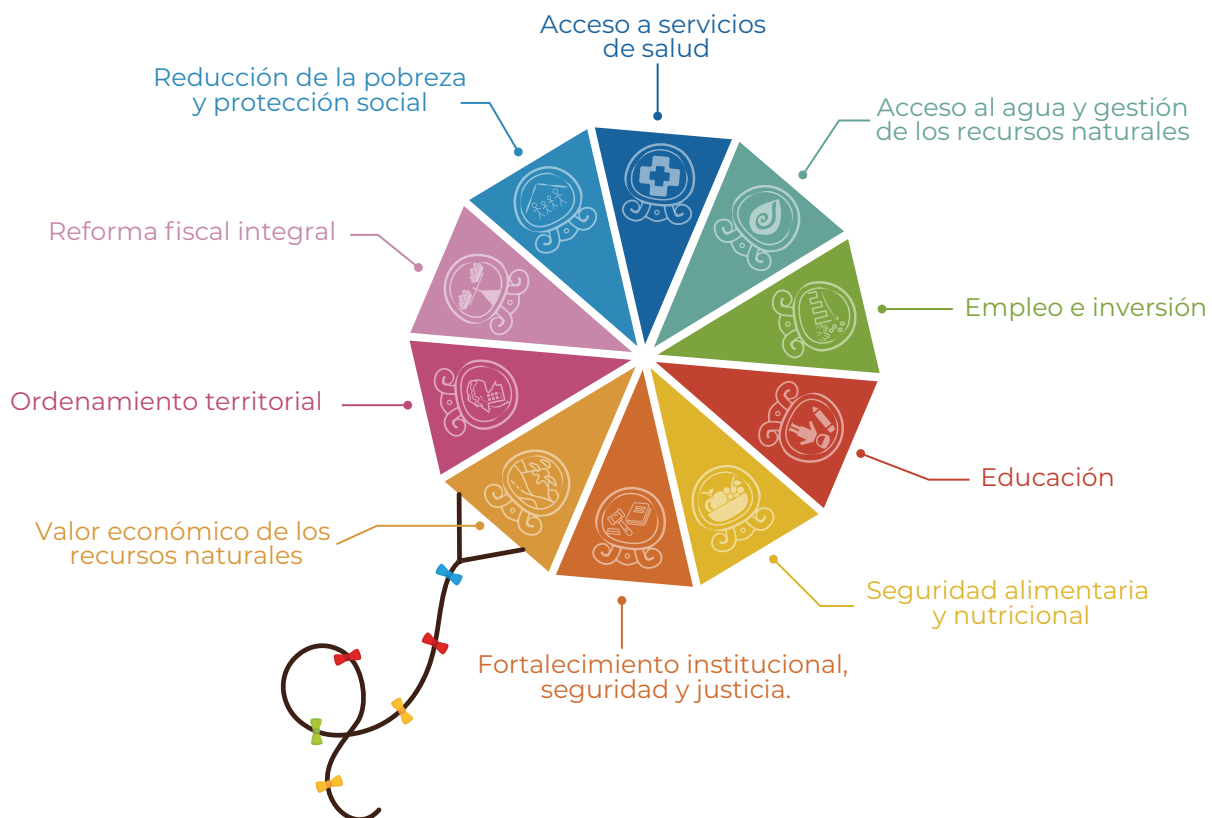 Acceso a servicios
de salud
Reducción de la pobreza
y protección social
Acceso al agua y gestión
de los recursos naturales
Reforma fiscal integral
Empleo e inversión
Ordenamiento territorial
Educación
Valor económico de los
recursos naturales
Seguridad alimentaria
y nutricional
Fortalecimiento institucional,
seguridad y justicia.